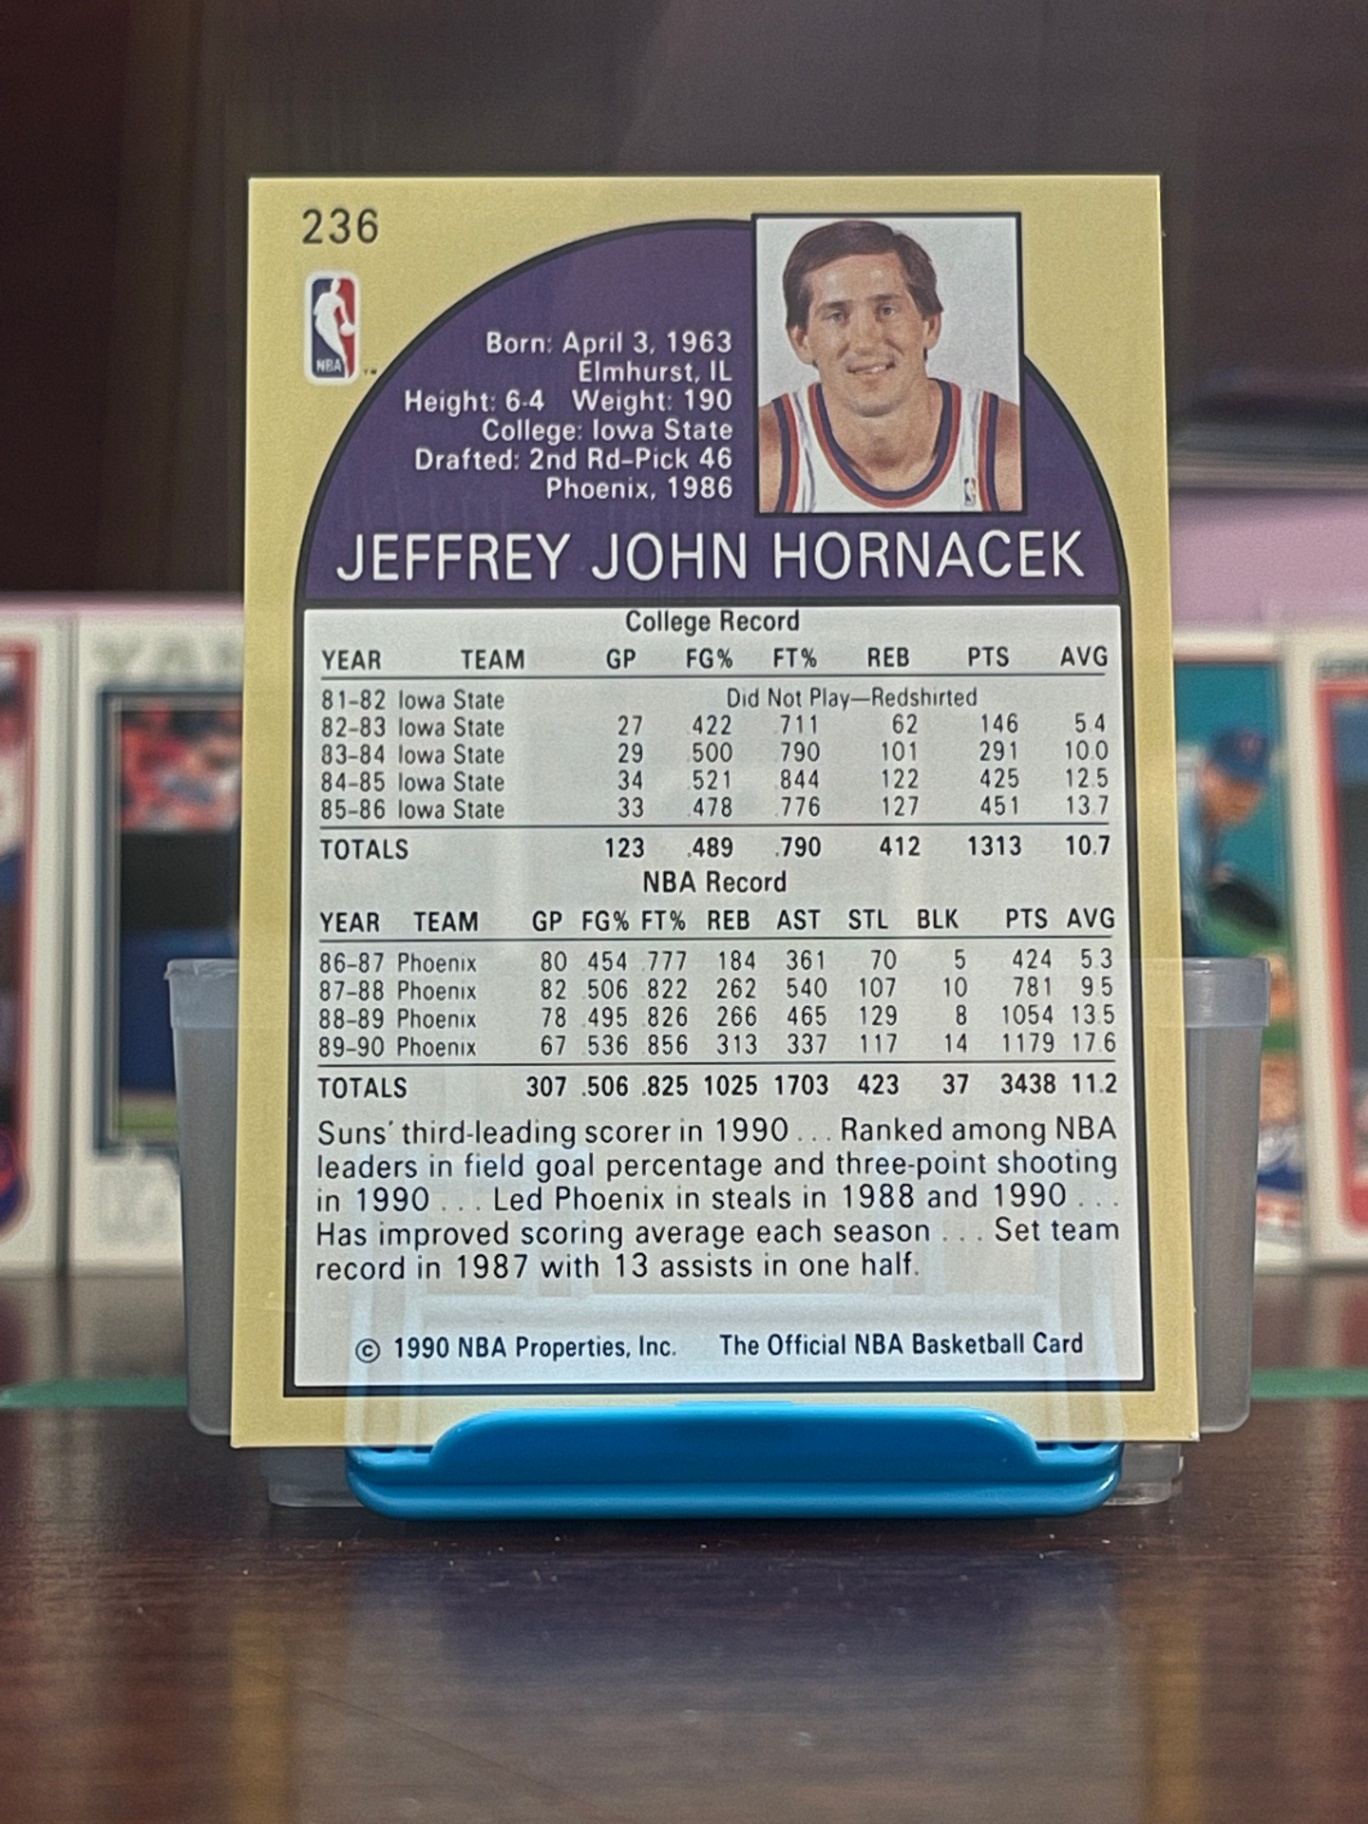 236
NBA
TM
Born: April 3, 1963
Elmhurst, IL
Height: 6-4 Weight: 190
College: Iowa State
Drafted: 2nd Rd-Pick 46
Phoenix, 1986
JEFFREY JOHN HORNACEK
College Record
YEAR TEAM GP FG% FT% REB PTS AVG
81-82 Iowa State Did Not Play—Redshirted
82-83 Iowa State 27 .422 .711 62 146 5.4
83-84 Iowa State 29 .500 .790 101 291 10.0
84-85 Iowa State 34 .521 .844 122 425 12.5
85-86 Iowa State 33 .478 .776 127 451 13.7
TOTALS 123 .489 .790 412 1313 10.7
NBA Record
YEAR TEAM GP FG% FT% REB AST STL BLK PTS AVG
86-87 Phoenix 80 .454 .777 184 361 70 5 424 5.3
87-88 Phoenix 82 .506 .822 262 540 107 10 781 9.5
88-89 Phoenix 78 .495 .826 266 465 129 8 1054 13.5
89-90 Phoenix 67 .536 .856 313 337 117 14 1179 17.6
TOTALS 307 .506 .825 1025 1703 423 37 3438 11.2
Suns' third-leading scorer in 1990 . . . Ranked among NBA
leaders in field goal percentage and three-point shooting
in 1990 . . . Led Phoenix in steals in 1988 and 1990 . . .
Has improved scoring average each season . . . Set team
record in 1987 with 13 assists in one half.
© 1990 NBA Properties, Inc. The Official NBA Basketball Card